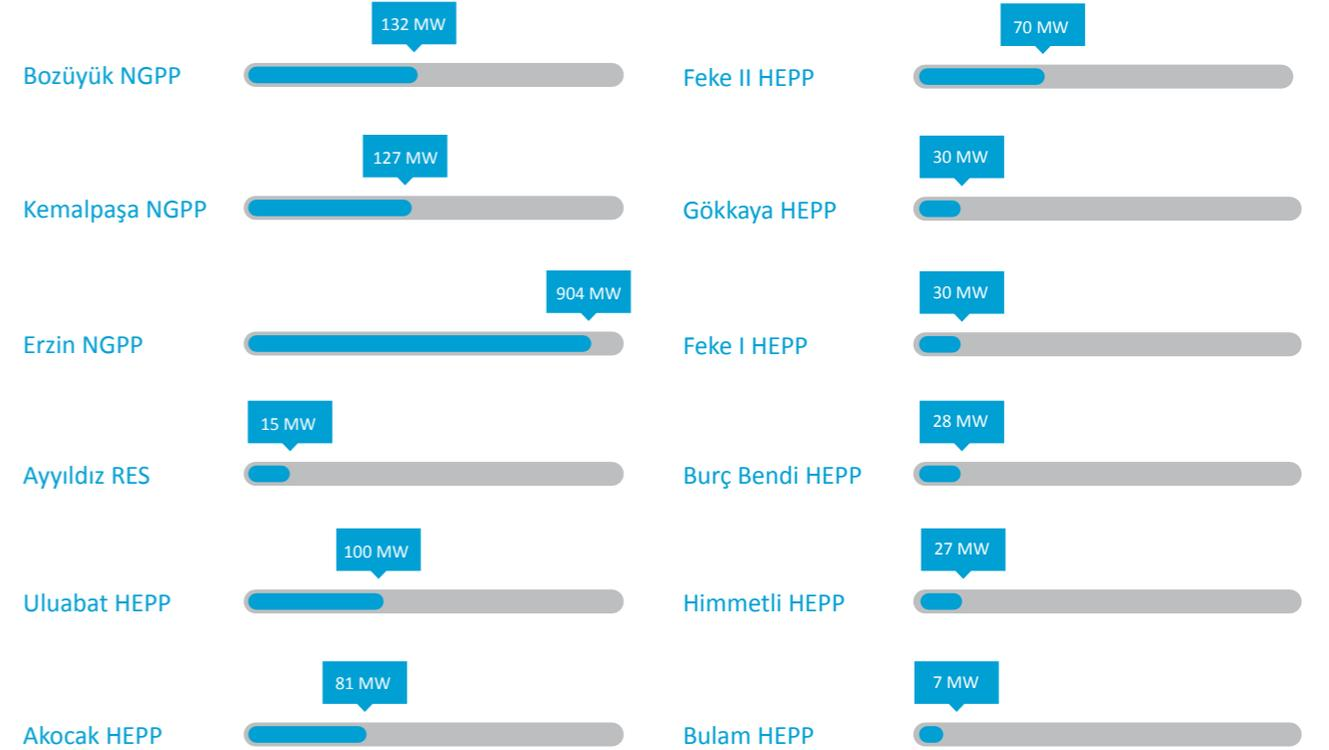 132 MW
Bozüyük NGPP
127 MW
Kemalpaşa NGPP
904 MW
Erzin NGPP
15 MW
Ayyıldız RES
100 MW
Uluabat HEPP
81 MW
Akocak HEPP
70 MW
Feke II HEPP
30 MW
Gökkaya HEPP
30 MW
Feke I HEPP
28 MW
Burç Bendi HEPP
27 MW
Himmetli HEPP
7 MW
Bulam HEPP